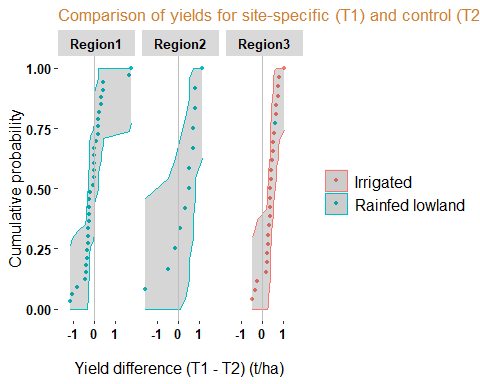 Comparison of yields for site-specific (T1) and control (T2
Region1 Region2 Region3
1.00
0.75
0.50
0.25
0.00
Cumulative probability
-1 0 1 -1 0 1 -1 0 1
Yield difference (T1 - T2) (t/ha)
Irrigated
Rainfed lowland